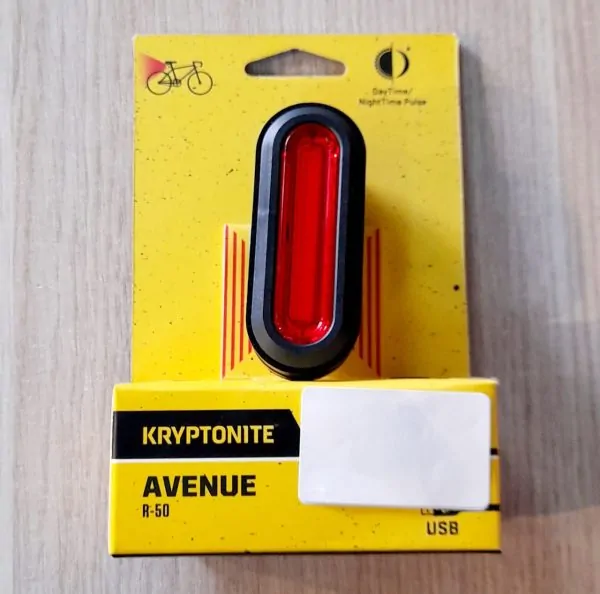 DayTime/
NightTime Pulse
KRYPTONITE
AVENUE
R-50
USB